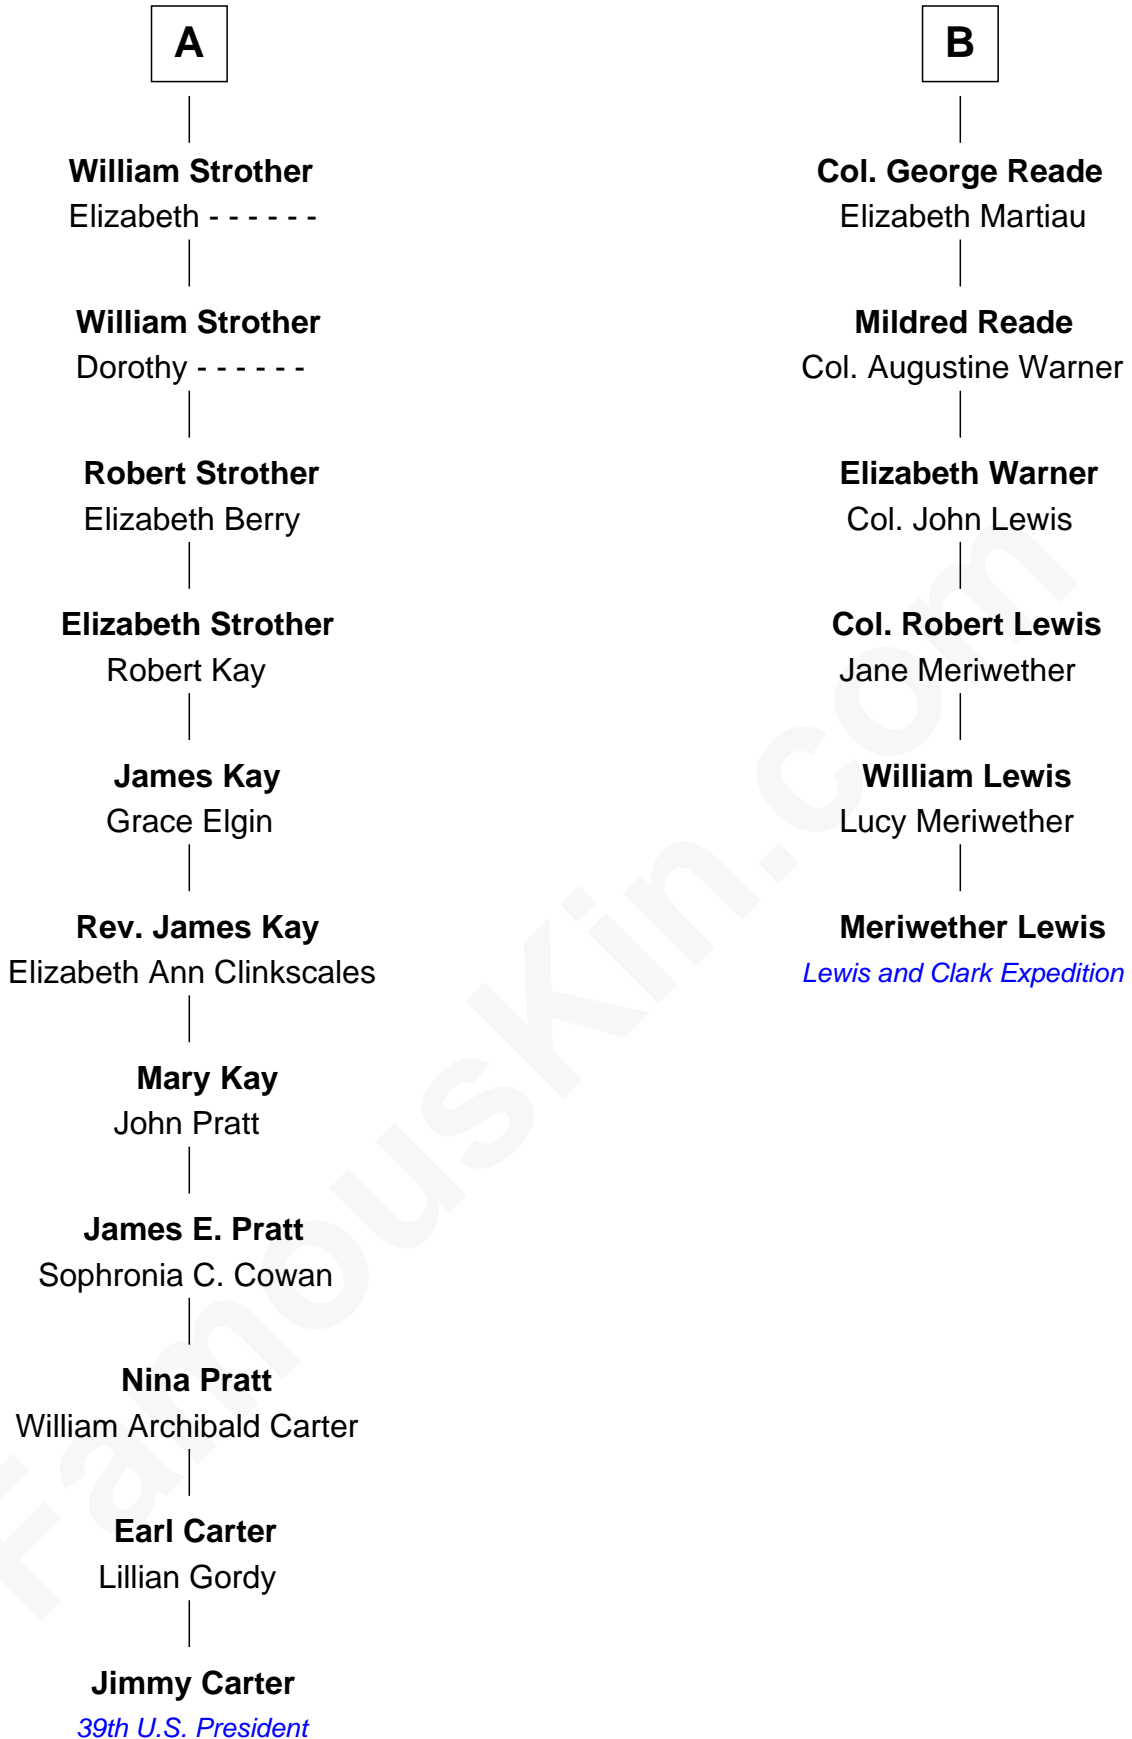 A
William Strother
Elizabeth - - - - - -
William Strother
Dorothy - - - - - -
Robert Strother
Elizabeth Berry
Elizabeth Strother
Robert Kay
James Kay
Grace Elgin
Rev. James Kay
Elizabeth Ann Clinkscales
Mary Kay
John Pratt
James E. Pratt
Sophronia C. Cowan
Nina Pratt
William Archibald Carter
Earl Carter
Lillian Gordy
Jimmy Carter
39th U.S. President
B
Col. George Reade
Elizabeth Martiau
Mildred Reade
Col. Augustine Warner
Elizabeth Warner
Col. John Lewis
Col. Robert Lewis
Jane Meriwether
William Lewis
Lucy Meriwether
Meriwether Lewis
Lewis and Clark Expedition
FamousKin.com